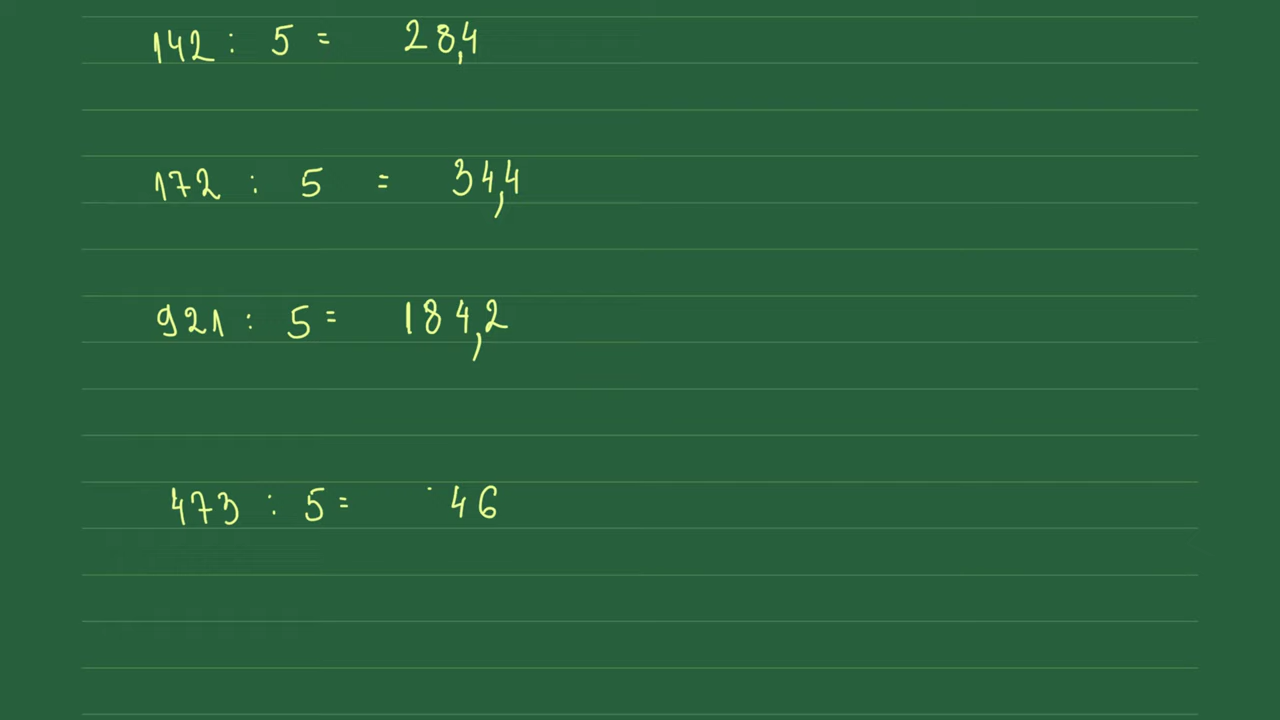 142 : 5 = 28,4
172 : 5 = 34,4
921 : 5 = 184,2
473 : 5 = 46